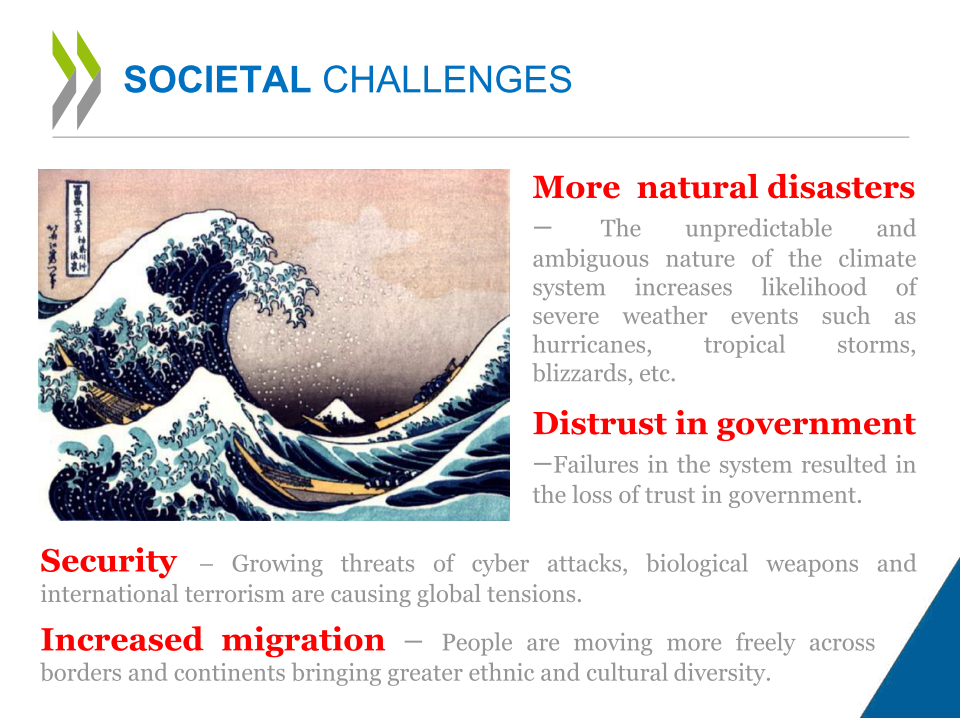 SOCIETAL CHALLENGES
More natural disasters
– The unpredictable and
ambiguous nature of the climate
system increases likelihood of
severe weather events such as
hurricanes, tropical storms,
blizzards, etc.
Distrust in government
–Failures in the system resulted in
the loss of trust in government.
Security – Growing threats of cyber attacks, biological weapons and
international terrorism are causing global tensions.
Increased migration – People are moving more freely across
borders and continents bringing greater ethnic and cultural diversity.